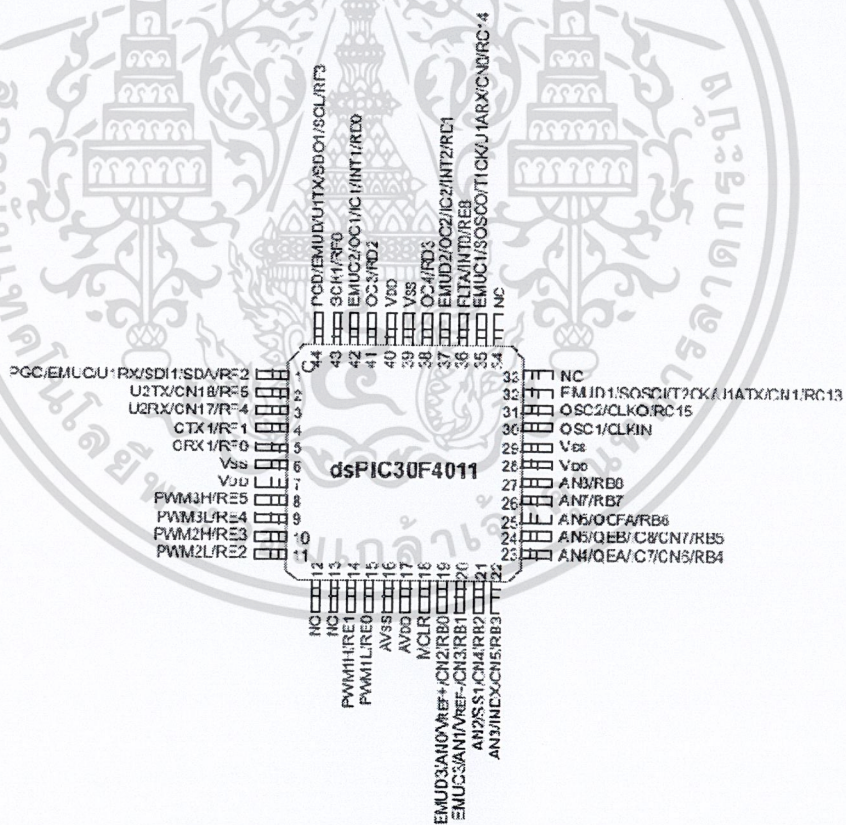 PGD/EMUD/U1TX/SDO1/SCL/RF3
SCK1/RF6
EMUC2/OC1/IC1/INT1/RD0
OC3/RD2
VDD
VSS
OC4/RD3
EMUD2/OC2/IC2/INT2/RD1
FLTA/INT0/RE8
EMUC1/SOSCO/T1CK/U1ARX/CN0/RC14
NC
44
43
42
41
40
39
38
37
36
35
34
PGC/EMUC/U1RX/SDI1/SDA/RF2 1
U2TX/CN18/RF5 2
U2RX/CN17/RF4 3
CTX1/RF1 4
CRX1/RF0 5
VSS 6
VDD 7
PWM3H/RE5 8
PWM3L/RE4 9
PWM2H/RE3 10
PWM2L/RE2 11
dsPIC30F4011
33 NC
32 EMUD1/SOSCI/T2CK/U1ATX/CN1/RC13
31 OSC2/CLKO/RC15
30 OSC1/CLKIN
29 VSS
28 VDD
27 AN8/RB8
26 AN7/RB7
25 AN6/OCFA/RB6
24 AN5/QEB/IC8/CN7/RB5
23 AN4/QEA/IC7/CN6/RB4
12
13
14
15
16
17
18
19
20
21
22
NC
NC
PWM1H/RE1
PWM1L/RE0
AVSS
AVDD
MCLR
EMUD3/AN0/VREF+/CN2/RB0
EMUC3/AN1/VREF-/CN3/RB1
AN2/SS1/CN4/RB2
AN3/INDX/CN5/RB3